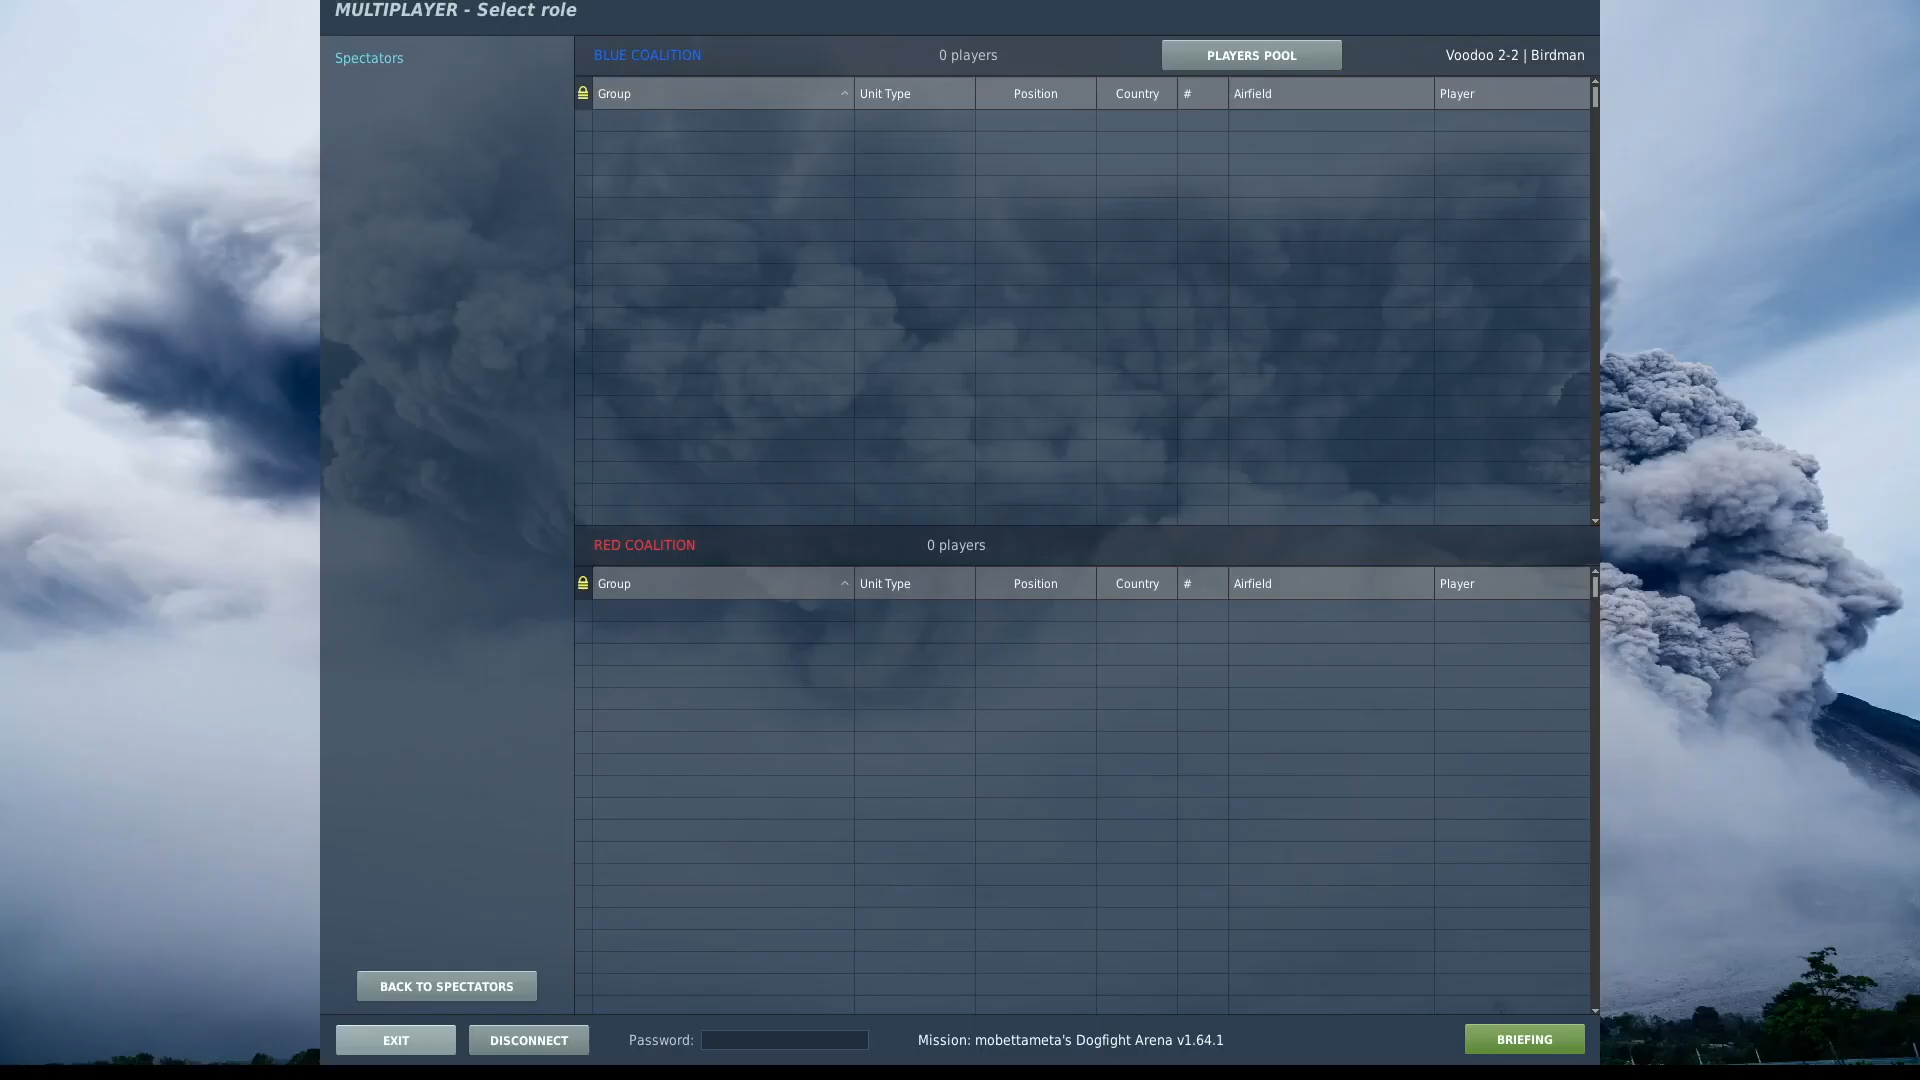 MULTIPLAYER - Select role
Spectators
BLUE COALITION 0 players PLAYERS POOL Voodoo 2-2 | Birdman
Group Unit Type Position Country # Airfield Player
RED COALITION 0 players
Group Unit Type Position Country # Airfield Player
BACK TO SPECTATORS
EXIT DISCONNECT Password: Mission: mobettameta's Dogfight Arena v1.64.1 BRIEFING